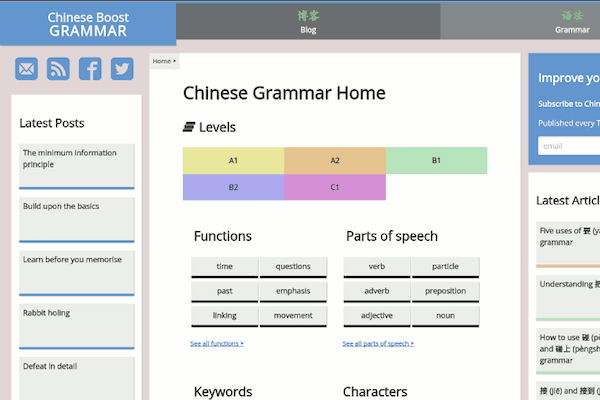 Chinese Boost
GRAMMAR
博客
Blog
语法
Grammar
Latest Posts
The minimum information
principle
Build upon the basics
Learn before you memorise
Rabbit holing
Defeat in detail
Home
Chinese Grammar Home
Levels
A1
A2
B1
B2
C1
Functions
time
questions
past
emphasis
linking
movement
See all functions
Parts of speech
verb
particle
adverb
preposition
adjective
noun
See all parts of speech
Keywords
Characters
Improve yo
Subscribe to Chin
Published every T
email
Latest Articl
Five uses of 要 (ya
grammar
Understanding 把
How to use 碰 (pè
and 碰上 (pèngsh
grammar
接 (jiē) and 接到 (j